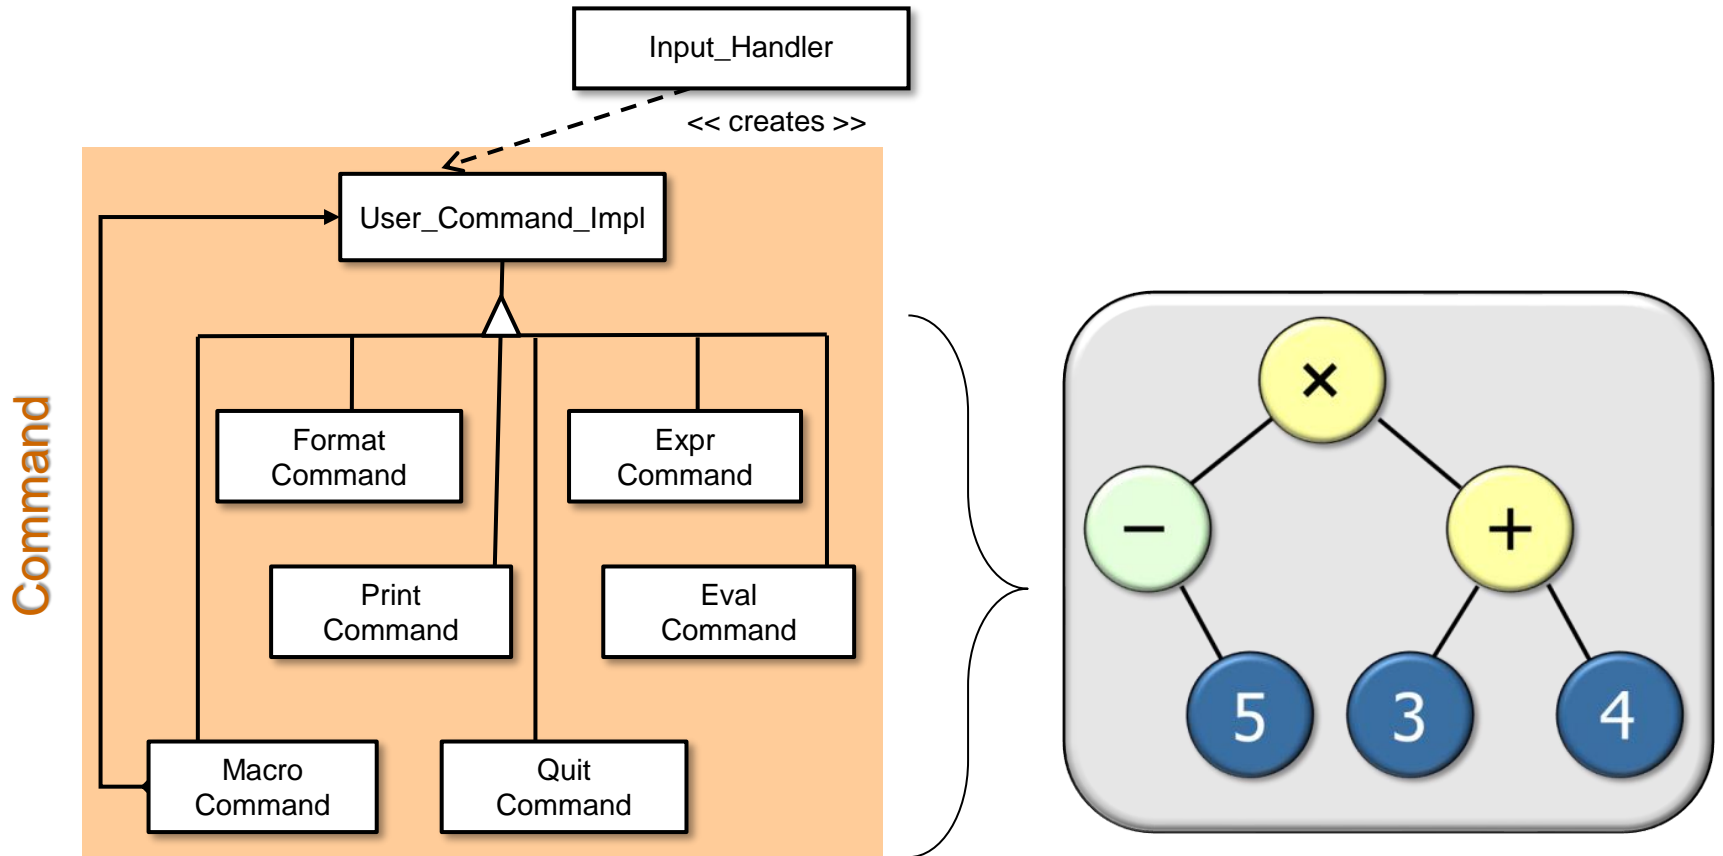 Input_Handler
<< creates >>
User_Command_Impl
Command
Format
Command
Expr
Command
Print
Command
Eval
Command
Macro
Command
Quit
Command
×
−
+
5
3
4